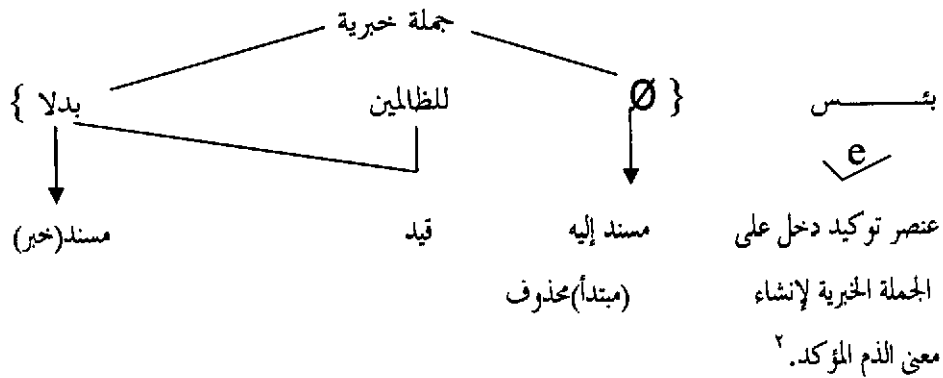 جملة خبرية
بئـــــس { Ø للظالمين بدلا }
e
عنصر توكيد دخل على مسند إليه قيد مسند(خبر)
الجملة الخبرية لإنشاء (مبتدأ)محذوف
معنى الذم المؤكد.٢